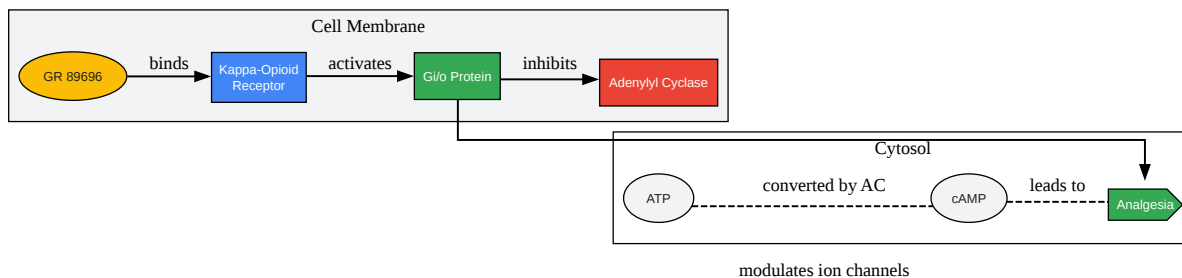 Cell Membrane
GR 89696
binds
Kappa-Opioid
Receptor
activates
Gi/o Protein
inhibits
Adenylyl Cyclase
Cytosol
ATP
converted by AC
cAMP
leads to
Analgesia
modulates ion channels